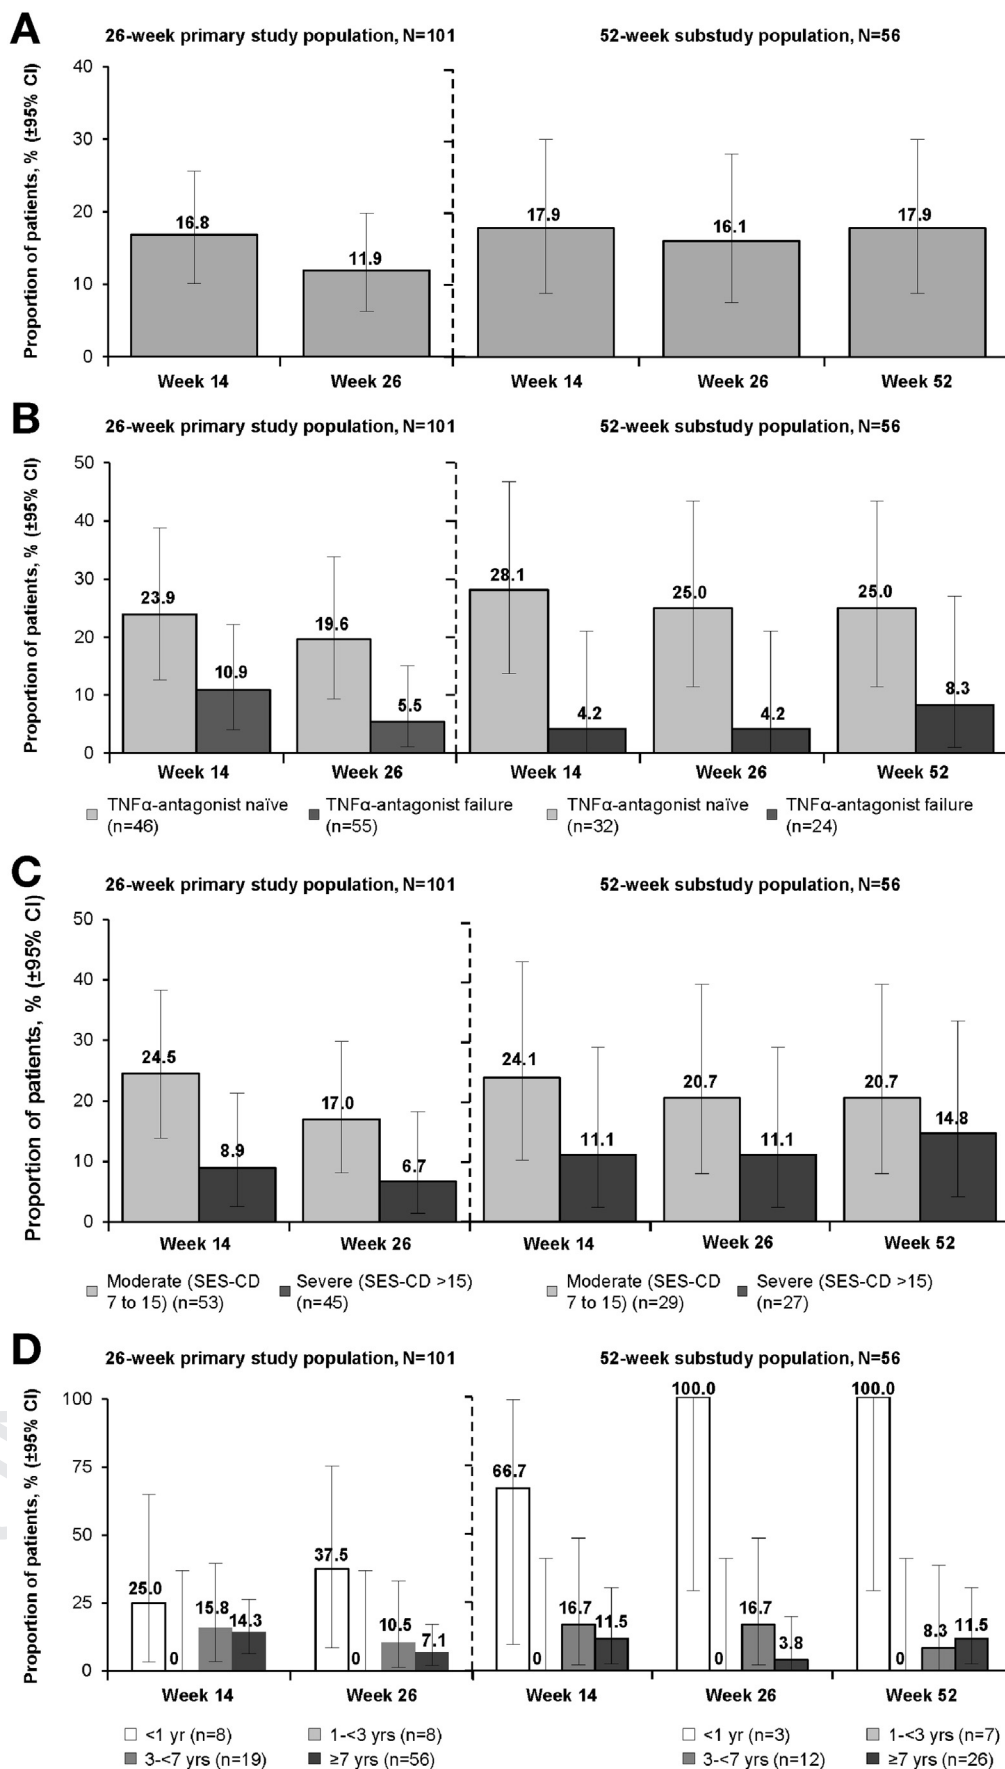 A
26-week primary study population, N=101
52-week substudy population, N=56
Proportion of patients, % (±95% CI)
40
30
20
10
0
16.8
11.9
17.9
16.1
17.9
Week 14
Week 26
Week 14
Week 26
Week 52
B
26-week primary study population, N=101
52-week substudy population, N=56
Proportion of patients, % (±95% CI)
50
40
30
20
10
0
23.9
10.9
19.6
5.5
28.1
4.2
25.0
4.2
25.0
8.3
Week 14
Week 26
Week 14
Week 26
Week 52
TNFα-antagonist naïve
(n=46)
TNFα-antagonist failure
(n=55)
TNFα-antagonist naïve
(n=32)
TNFα-antagonist failure
(n=24)
C
26-week primary study population, N=101
52-week substudy population, N=56
Proportion of patients, % (±95% CI)
50
40
30
20
10
0
24.5
8.9
17.0
6.7
24.1
11.1
20.7
11.1
20.7
14.8
Week 14
Week 26
Week 14
Week 26
Week 52
Moderate (SES-CD
7 to 15) (n=53)
Severe (SES-CD >15)
(n=45)
Moderate (SES-CD
7 to 15) (n=29)
Severe (SES-CD >15)
(n=27)
D
26-week primary study population, N=101
52-week substudy population, N=56
Proportion of patients, % (±95% CI)
100
75
50
25
0
25.0
0
15.8
14.3
37.5
0
10.5
7.1
66.7
0
16.7
11.5
100.0
0
16.7
3.8
100.0
0
8.3
11.5
Week 14
Week 26
Week 14
Week 26
Week 52
<1 yr (n=8)
1-<3 yrs (n=8)
3-<7 yrs (n=19)
≥7 yrs (n=56)
<1 yr (n=3)
1-<3 yrs (n=7)
3-<7 yrs (n=12)
≥7 yrs (n=26)